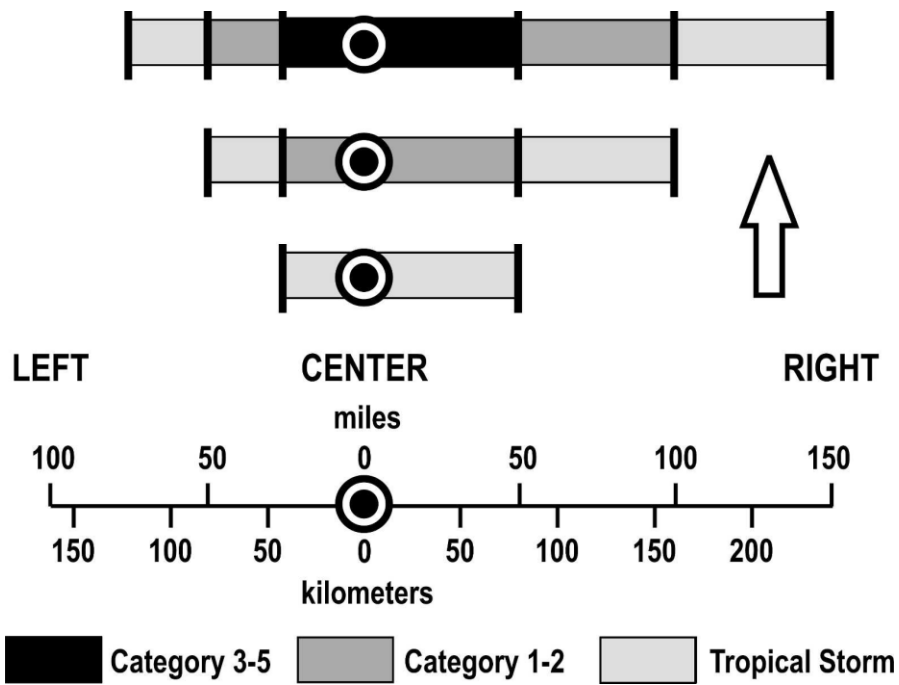 LEFT CENTER RIGHT
miles
100 50 0 50 100 150
150 100 50 0 50 100 150 200
kilometers
Category 3-5 Category 1-2 Tropical Storm